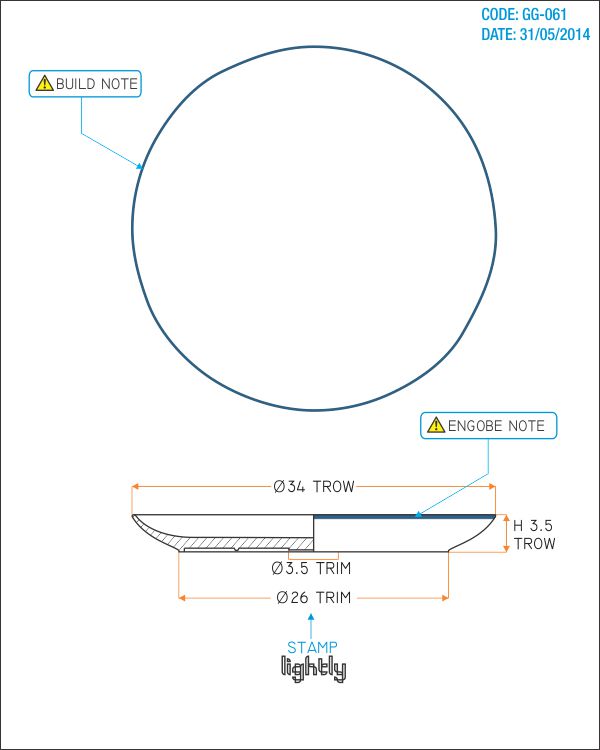 CODE: GG-061
DATE: 31/05/2014
BUILD NOTE
ENGOBE NOTE
Ø34 TROW
H 3.5
TROW
Ø3.5 TRIM
Ø26 TRIM
STAMP
lightly